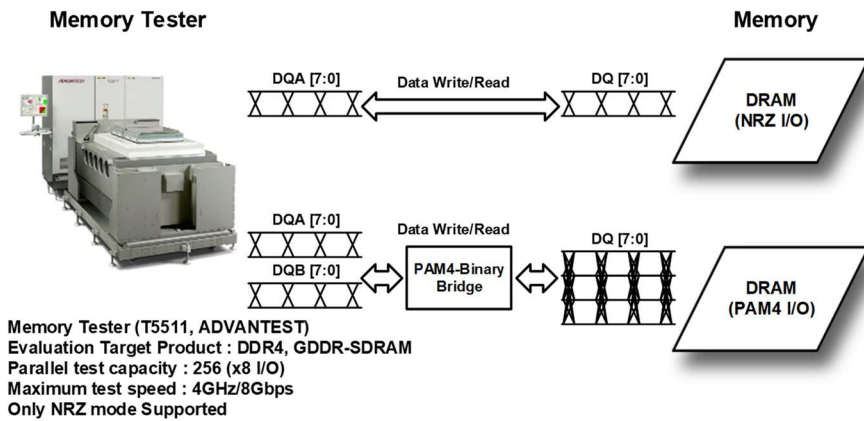 Memory Tester
Memory
ADVANTEST
DQA [7:0]
Data Write/Read
DQ [7:0]
DRAM
(NRZ I/O)
DQA [7:0]
Data Write/Read
DQ [7:0]
DQB [7:0]
PAM4-Binary
Bridge
DRAM
(PAM4 I/O)
Memory Tester (T5511, ADVANTEST)
Evaluation Target Product : DDR4, GDDR-SDRAM
Parallel test capacity : 256 (x8 I/O)
Maximum test speed : 4GHz/8Gbps
Only NRZ mode Supported